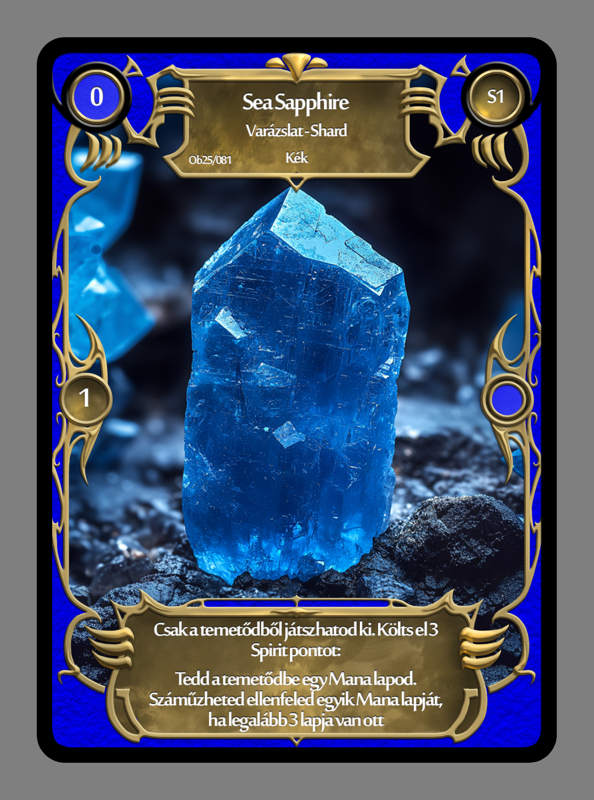 0
Sea Sapphire
S1
Varázslat - Shard
Ob25/081
Kék
1
Csak a temetődből játszhatod ki. Költs el 3
Spirit pontot:
Tedd a temetődbe egy Mana lapod.
Száműzheted ellenfeled egyik Mana lapját,
ha legalább 3 lapja van ott